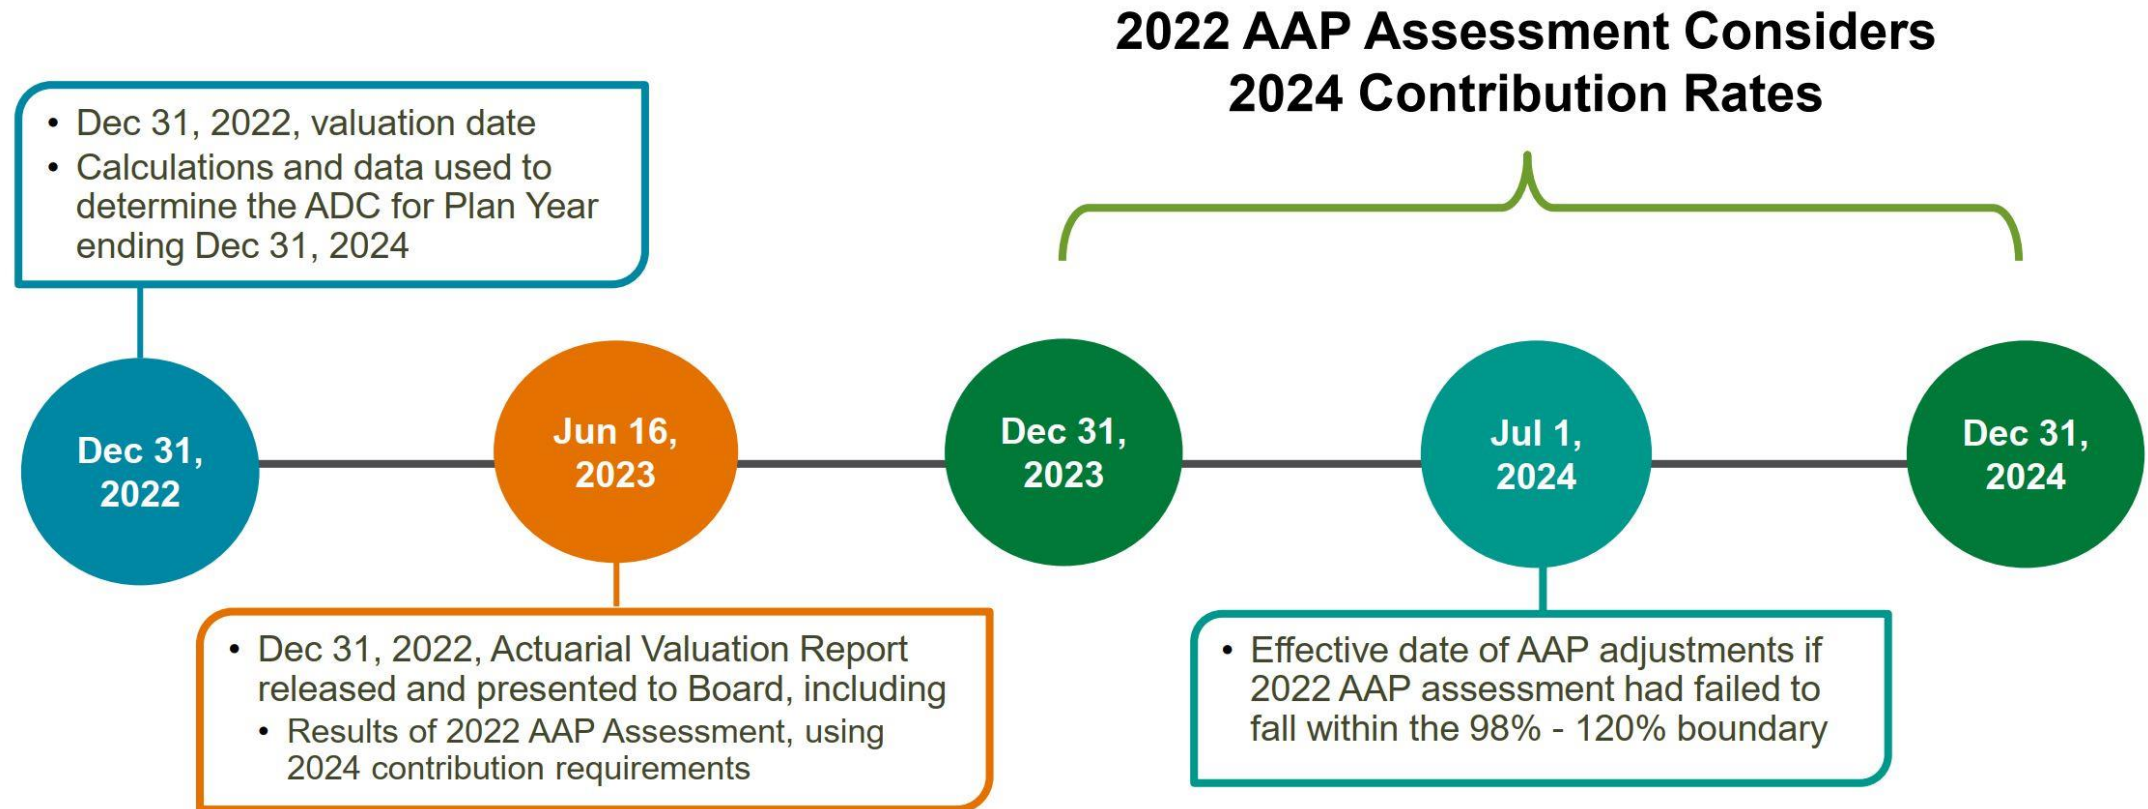 2022 AAP Assessment Considers
2024 Contribution Rates
• Dec 31, 2022, valuation date
• Calculations and data used to
determine the ADC for Plan Year
ending Dec 31, 2024
Dec 31,
2022
Jun 16,
2023
Dec 31,
2023
Jul 1,
2024
Dec 31,
2024
• Dec 31, 2022, Actuarial Valuation Report
released and presented to Board, including
• Results of 2022 AAP Assessment, using
2024 contribution requirements
• Effective date of AAP adjustments if
2022 AAP assessment had failed to
fall within the 98% - 120% boundary